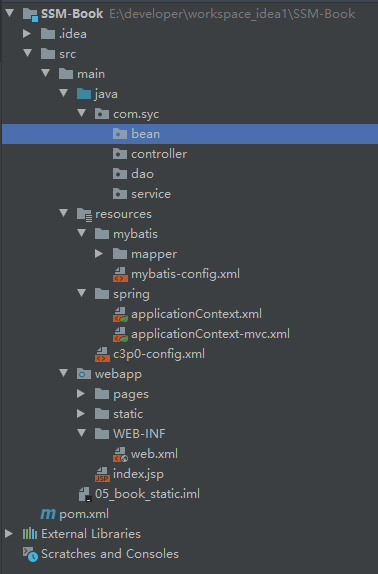 SSM-Book E:\developer\workspace_idea1\SSM-Book
.idea
src
main
java
com.syc
bean
controller
dao
service
resources
mybatis
mapper
mybatis-config.xml
spring
applicationContext.xml
applicationContext-mvc.xml
c3p0-config.xml
webapp
pages
static
WEB-INF
web.xml
index.jsp
05_book_static.iml
pom.xml
External Libraries
Scratches and Consoles